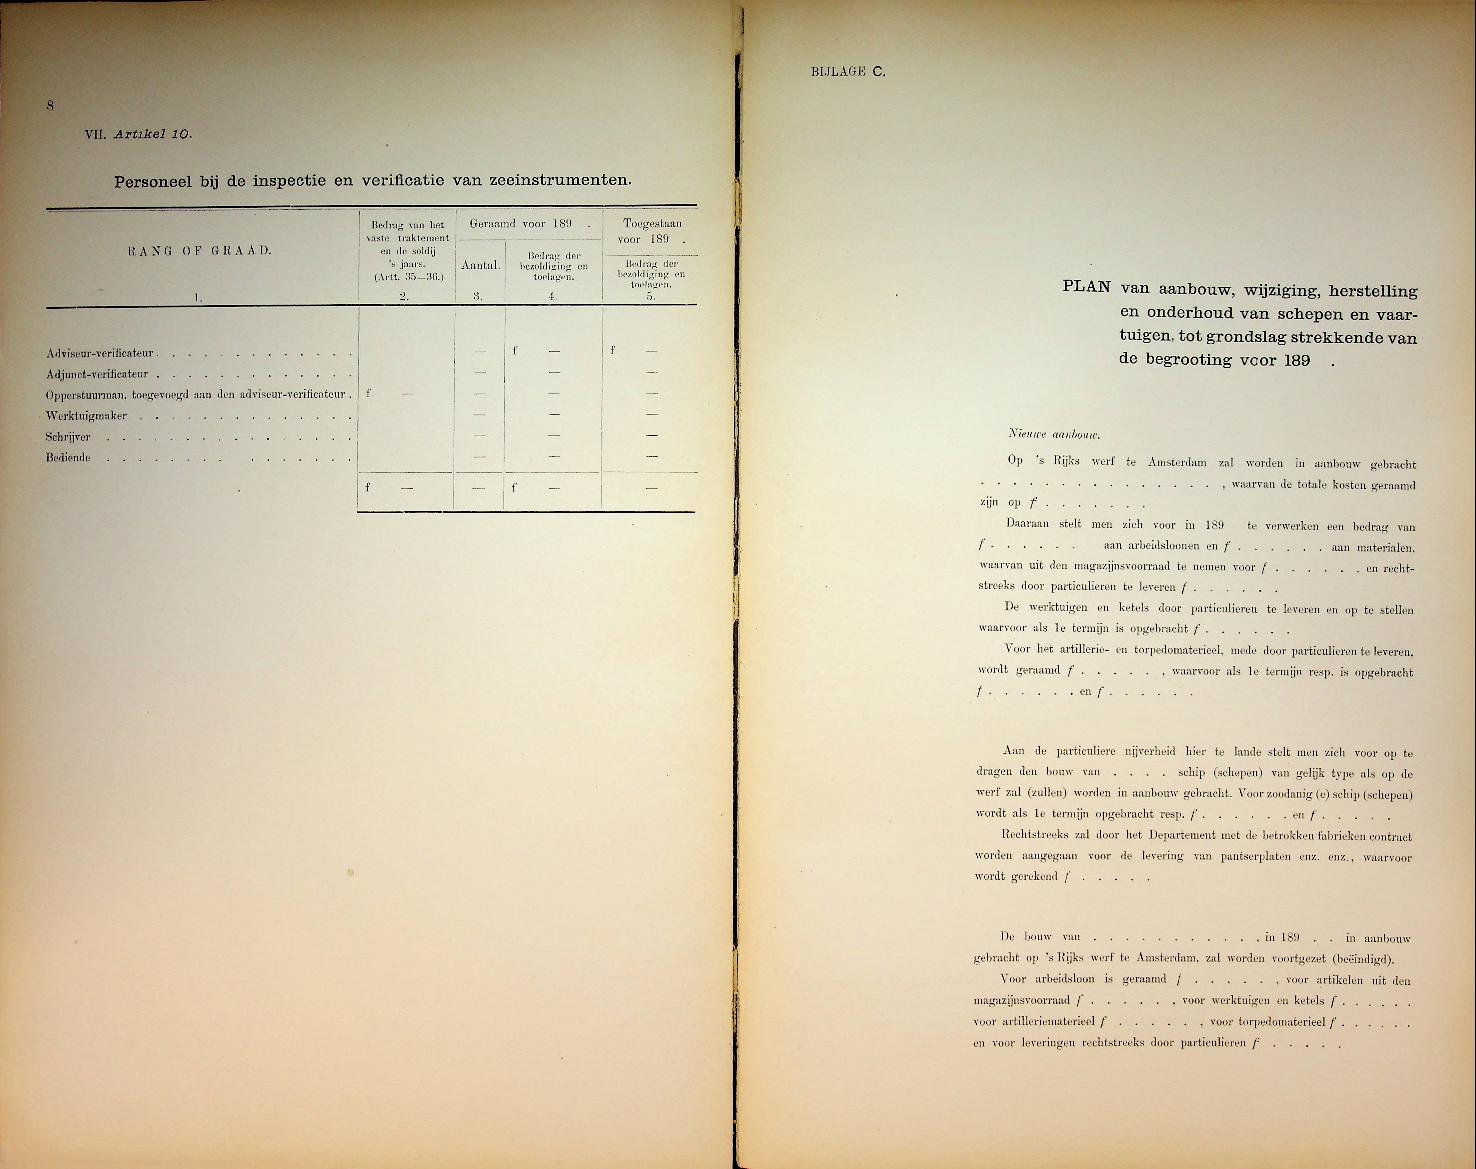 8
VII. Artikel 10.
Personeel bij de inspectie en verificatie van zeeinstrumenten.
RANG OF GRAAD.
1.
Bedrag van het
vaste traktement
en de soldij
's jaars.
(Artt. 35—36.)
2.
Geraamd voor 189 .
Aantal.
3.
Bedrag der
bezoldiging en
toelagen.
4.
Toegestaan
voor 189 .
Bedrag der
bezoldiging en
toelagen.
5.
Adviseur-verificateur . . . . . . . . . . . . — f — f —
Adjunct-verificateur . . . . . . . . . . . . — — —
Opperstuurman, toegevoegd aan den adviseur-verificateur . f — — — —
Werktuigmaker . . . . . . . . . . . . . — — —
Schrijver . . . . . . . . . . . . . . . — — —
Bediende . . . . . . . . . . . . . . — — —
f — — f — —
BIJLAGE C.
PLAN van aanbouw, wijziging, herstelling
en onderhoud van schepen en vaar-
tuigen, tot grondslag strekkende van
de begrooting voor 189 .
Nieuwe aanbouw.
Op 's Rijks werf te Amsterdam zal worden in aanbouw gebracht
. . . . . . . . . . . . . , waarvan de totale kosten geraamd
zijn op f . . . . . . .
Daaraan stelt men zich voor in 189 te verwerken een bedrag van
f . . . . . . aan arbeidsloonen en f . . . . . . aan materialen,
waarvan uit den magazijnsvoorraad te nemen voor f . . . . . . en recht-
streeks door particulieren te leveren f . . . . . .
De werktuigen en ketels door particulieren te leveren en op te stellen
waarvoor als 1e termijn is opgebracht f . . . . . .
Voor het artillerie- en torpedomaterieel, mede door particulieren te leveren,
wordt geraamd f . . . . . , waarvoor als 1e termijn resp. is opgebracht
f . . . . . . en f . . . . . .
Aan de particuliere nijverheid hier te lande stelt men zich voor op te
dragen den bouw van . . . . schip (schepen) van gelijk type als op de
werf zal (zullen) worden in aanbouw gebracht. Voor zoodanig (e) schip (schepen)
wordt als 1e termijn opgebracht resp. f . . . . . . en f . . . . .
Rechtstreeks zal door het Departement met de betrokken fabrieken contract
worden aangegaan voor de levering van pantserplaten enz. enz., waarvoor
wordt gerekend f . . . . .
De bouw van . . . . . . . . . . . , in 189 . . in aanbouw
gebracht op 's Rijks werf te Amsterdam, zal worden voortgezet (beëindigd).
Voor arbeidsloon is geraamd f . . . . . , voor artikelen uit den
magazijnsvoorraad f . . . . . . voor werktuigen en ketels f . . . . . .
voor artilleriematerieel f . . . . . , voor torpedomaterieel f . . . . . .
en voor leveringen rechtstreeks door particulieren f . . . . .